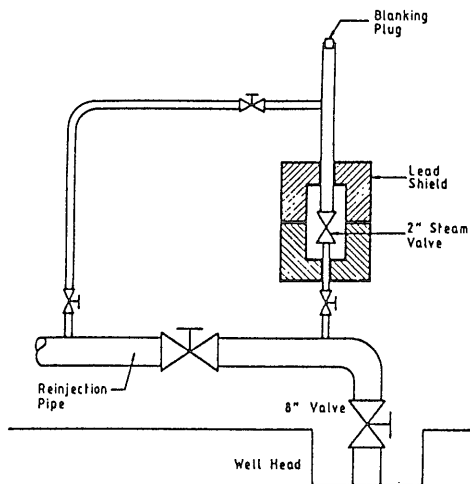 Blanking
Plug
Lead
Shield
2" Steam
Valve
Reinjection
Pipe
8" Valve
Well Head